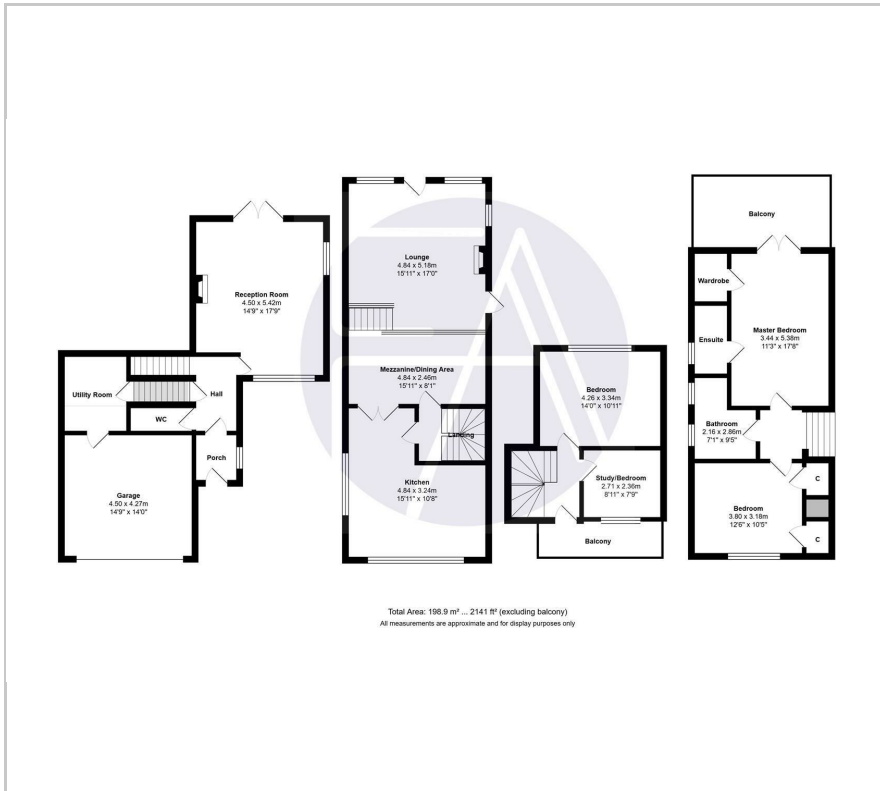 Reception Room
4.50 x 5.42m
14'9" x 17'9"
Utility Room
Hall
WC
Porch
Garage
4.50 x 4.27m
14'9" x 14'0"
Lounge
4.84 x 5.18m
15'11" x 17'0"
Mezzanine/Dining Area
4.84 x 2.46m
15'11" x 8'1"
Landing
Kitchen
4.84 x 3.24m
15'11" x 10'8"
Bedroom
4.26 x 3.34m
14'0" x 10'11"
Study/Bedroom
2.71 x 2.36m
8'11" x 7'9"
Balcony
Balcony
Wardrobe
Master Bedroom
3.44 x 5.38m
11'3" x 17'8"
Ensuite
Bathroom
2.16 x 2.86m
7'1" x 9'5"
Bedroom
3.80 x 3.18m
12'6" x 10'5"
C
C
Total Area: 198.9 m² ... 2141 ft² (excluding balcony)
All measurements are approximate and for display purposes only